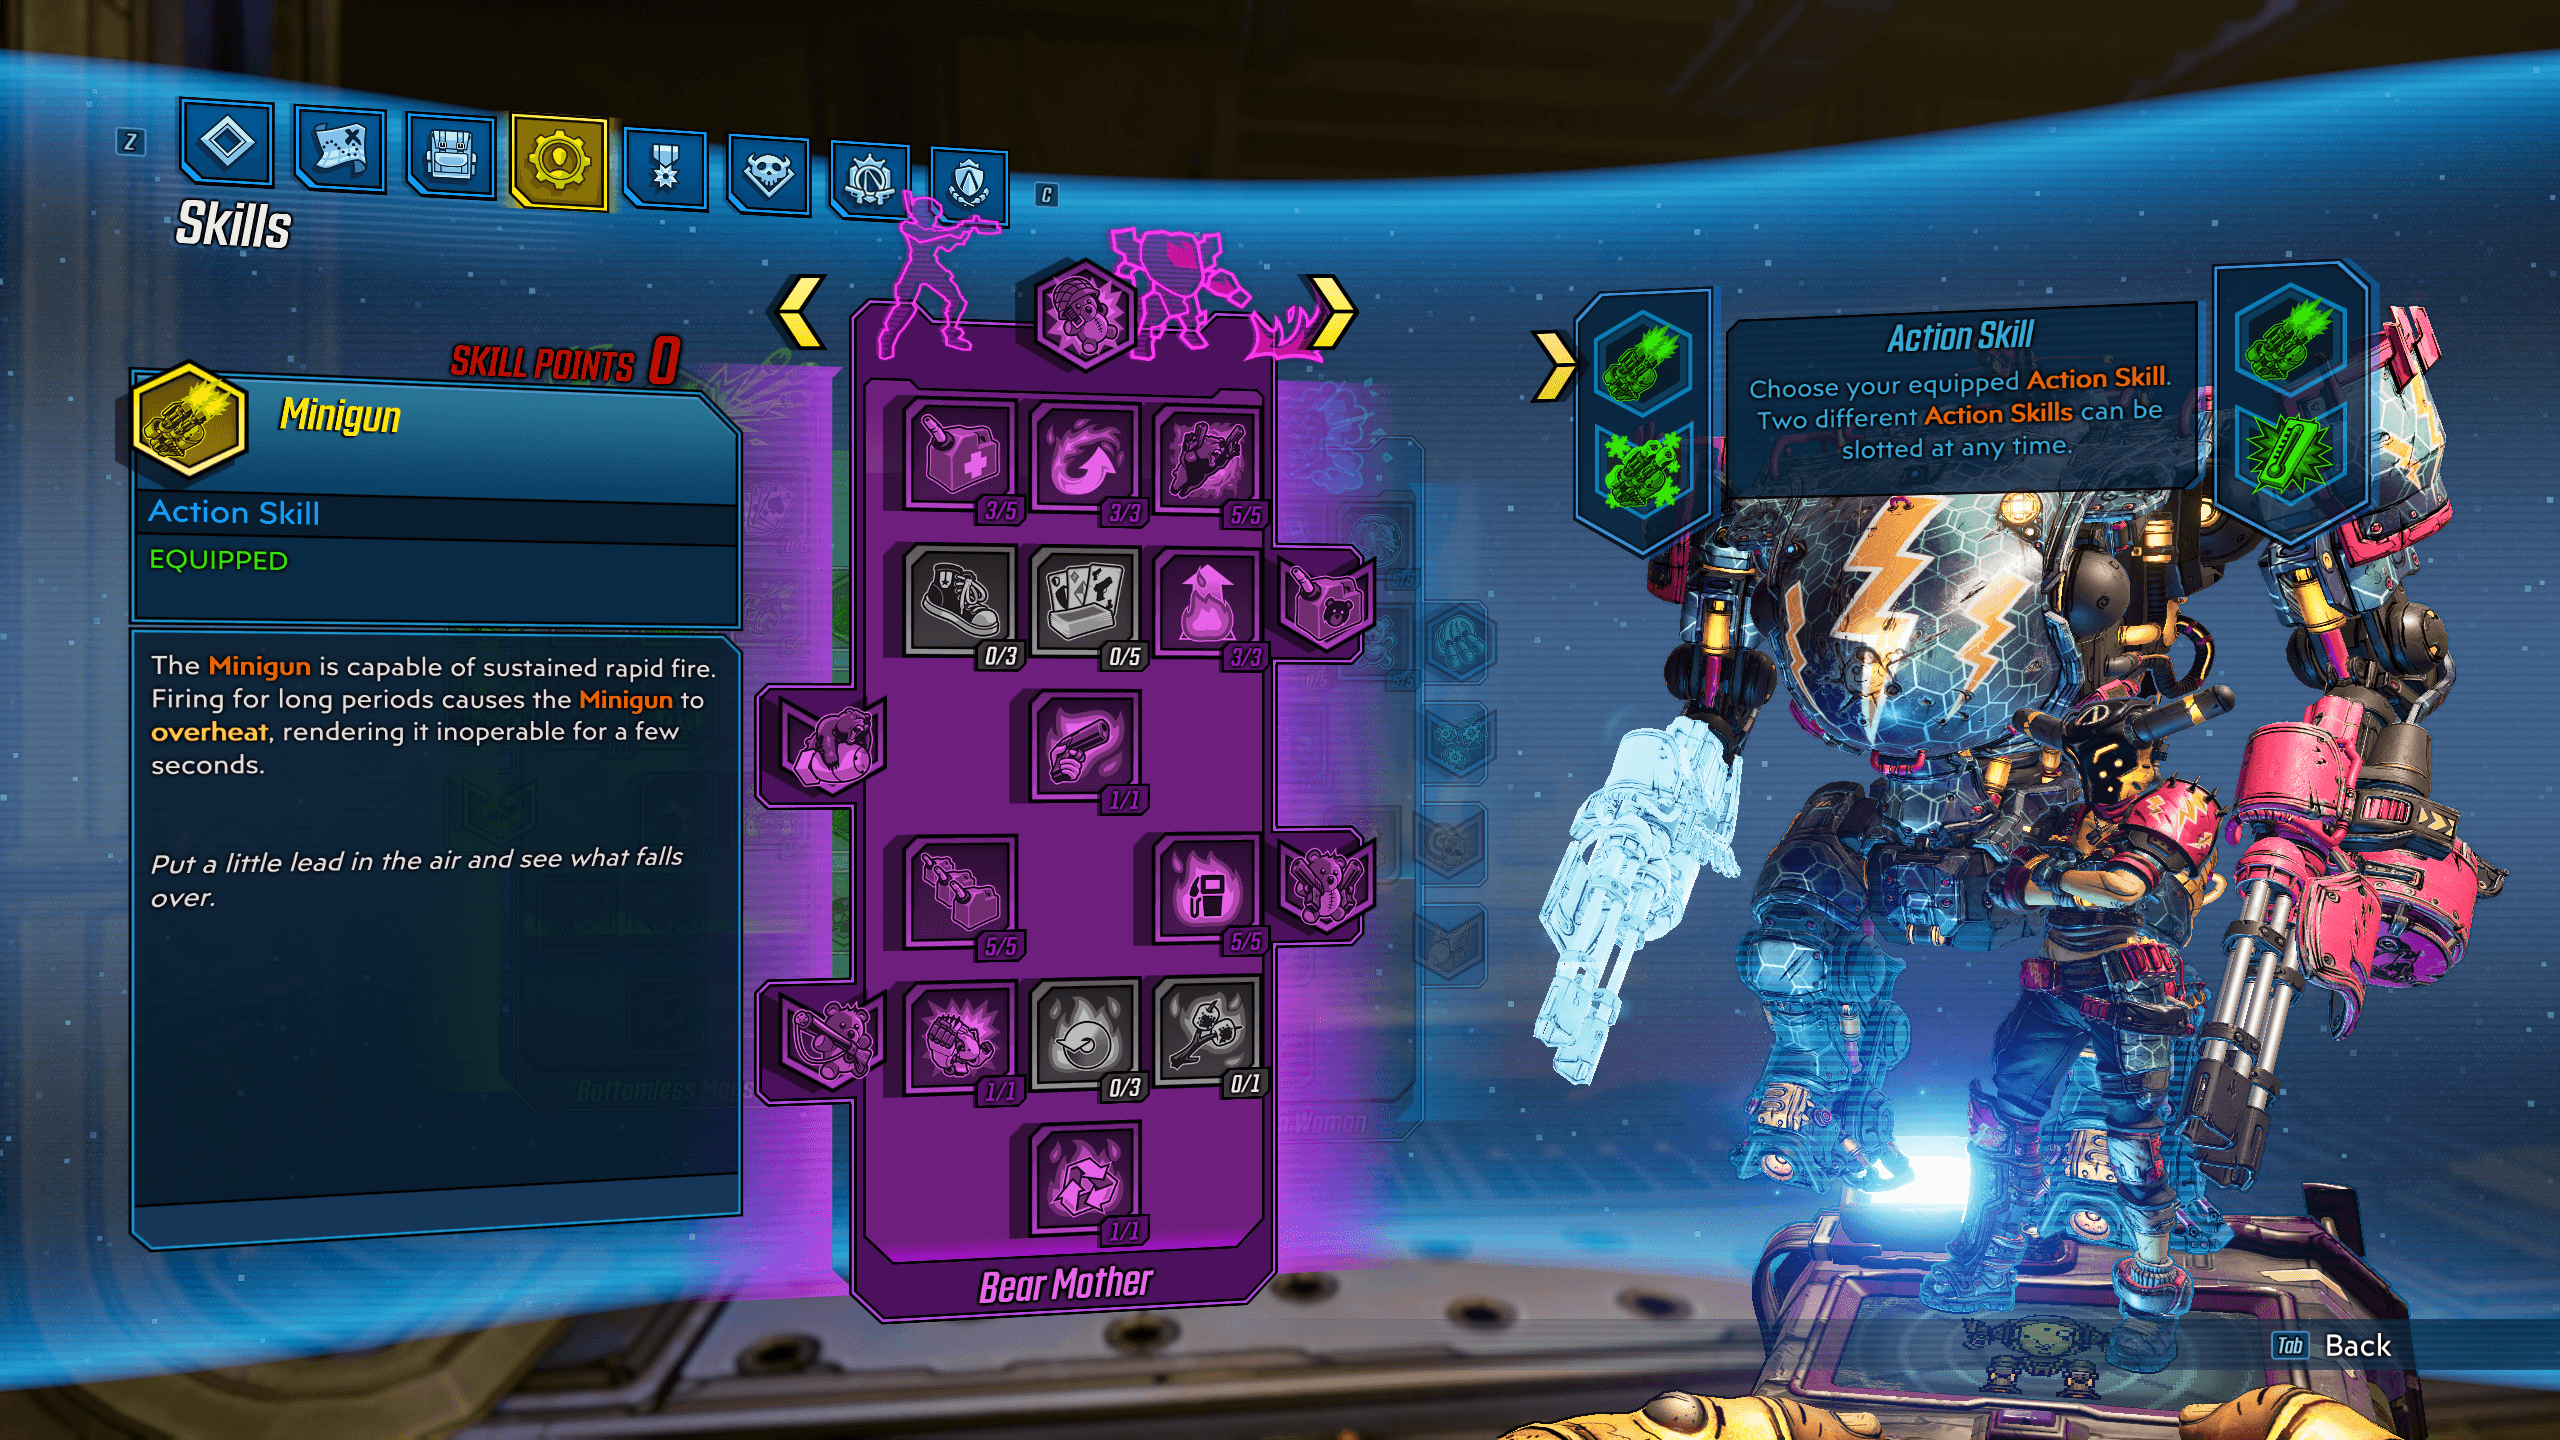 Z
C
Skills
SKILL POINTS 0
Minigun
Action Skill
EQUIPPED
The Minigun is capable of sustained rapid fire.
Firing for long periods causes the Minigun to
overheat, rendering it inoperable for a few
seconds.
Put a little lead in the air and see what falls
over.
3/5
3/3
5/5
0/3
0/5
3/3
1/1
5/5
5/5
1/1
0/3
0/1
1/1
Bear Mother
Bottomless Mags
Woman
Action Skill
Choose your equipped Action Skill.
Two different Action Skills can be
slotted at any time.
Tab Back